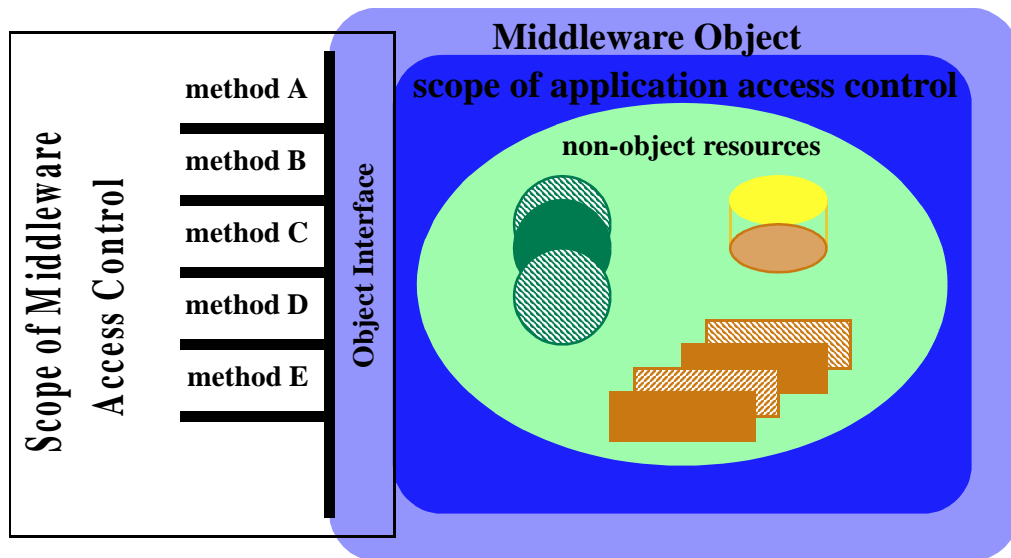 Middleware Object
scope of application access control
non-object resources
Scope of Middleware
Access Control
method A
method B
method C
method D
method E
Object Interface